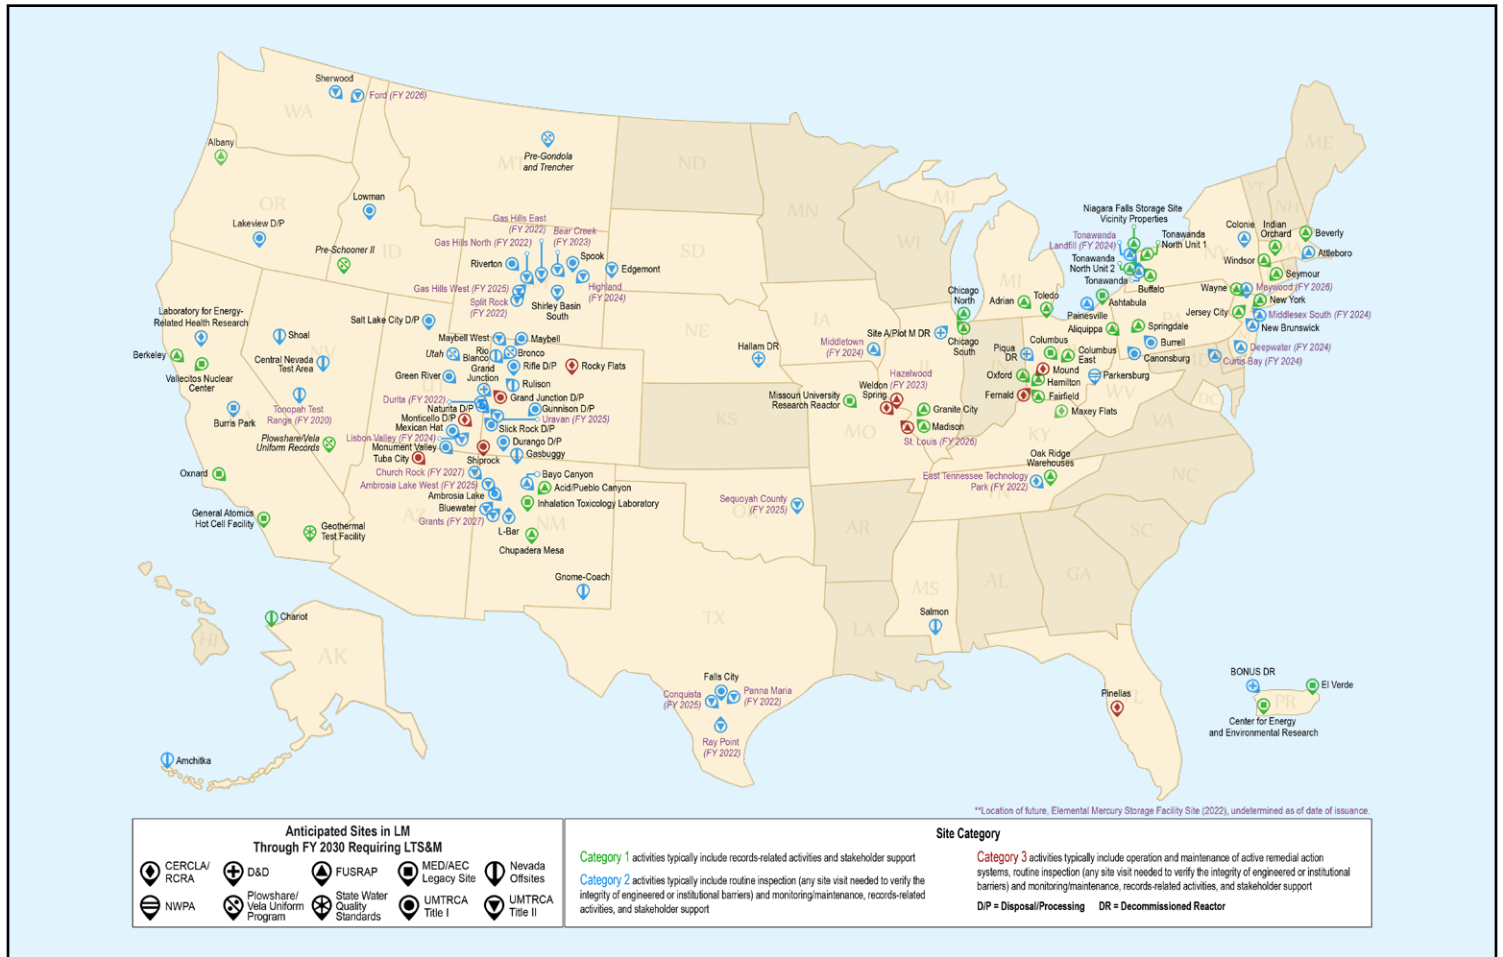 Sherwood
Ford (FY 2026)
WA
Albany
Pre-Gondola
and Trencher
MT
ND
ME
MN
VT
NH
OR
Lowman
Lakeview D/P
Pre-Schooner II
ID
Gas Hills East
(FY 2022)
Bear Creek
(FY 2023)
Gas Hills North (FY 2022)
Riverton
Spook
Edgemont
Gas Hills West (FY 2025)
Highland
(FY 2024)
Split Rock
(FY 2022)
Shirley Basin
South
SD
WI
MI
MI
Niagara Falls Storage Site
Vicinity Properties
Tonawanda
Landfill (FY 2024)
Tonawanda
North Unit 1
Tonawanda
North Unit 2
Tonawanda
Buffalo
NY
Colonie
Indian
Orchard
Beverly
MA
Attleboro
Windsor
Seymour
Wayne
Maywood (FY 2026)
New York
Jersey City
Middlesex South (FY 2024)
New Brunswick
Deepwater (FY 2024)
Curtis Bay (FY 2024)
Ashtabula
Painesville
Aliquippa
Springdale
PA
Burrell
Canonsburg
MD
DC
Adrian
Toledo
Chicago
North
Chicago
South
Columbus
Columbus
East
Piqua
DR
Mound
Oxford
Hamilton
Fernald
Fairfield
Parkersburg
WV
Maxey Flats
VA
KY
IN
Laboratory for Energy-
Related Health Research
Shoal
Salt Lake City D/P
Berkeley
Vallecitos Nuclear
Center
Central Nevada
Test Area
NV
Maybell West
Maybell
Utah
Rio
Blanco
Bronco
Rifle D/P
Rocky Flats
Green River
UT
Grand
Junction
Rulison
Grand Junction D/P
Durita (FY 2022)
Naturita D/P
Gunnison D/P
Uravan (FY 2025)
Monticello D/P
Slick Rock D/P
Mexican Hat
Lisbon Valley (FY 2024)
Durango D/P
Monument Valley
Gasbuggy
Tuba City
Shiprock
Burris Park
CA
Tonopah Test
Range (FY 2020)
Plowshare/Vela
Uniform Records
Oxnard
General Atomics
Hot Cell Facility
Geothermal
Test Facility
Church Rock (FY 2027)
Bayo Canyon
Ambrosia Lake West (FY 2025)
Acid/Pueblo Canyon
Ambrosia Lake
Inhalation Toxicology Laboratory
Bluewater
Grants (FY 2027)
AZ
L-Bar
NM
Chupadera Mesa
Gnome-Coach
NE
Hallam DR
IA
Site A/Plot M DR
Middletown
(FY 2024)
IL
Hazelwood
(FY 2023)
Weldon
Spring
Missouri University
Research Reactor
Granite City
Madison
St. Louis (FY 2026)
KS
MO
Oak Ridge
Warehouses
East Tennessee Technology
Park (FY 2022)
TN
NC
SC
Sequoyah County
(FY 2025)
OK
AR
MS
AL
GA
Salmon
LA
TX
Falls City
Conquista
(FY 2025)
Panna Maria
(FY 2022)
Ray Point
(FY 2022)
Pinellas
FL
BONUS DR
El Verde
PR
Center for Energy
and Environmental Research
HI
Chariot
AK
Amchitka
**Location of future, Elemental Mercury Storage Facility Site (2022), undetermined as of date of issuance.
Anticipated Sites in LM
Through FY 2030 Requiring LTS&M
CERCLA/
RCRA
D&D
FUSRAP
MED/AEC
Legacy Site
Nevada
Offsites
NWPA
Plowshare/
Vela Uniform
Program
State Water
Quality
Standards
UMTRCA
Title I
UMTRCA
Title II
Site Category
Category 1 activities typically include records-related activities and stakeholder support
Category 2 activities typically include routine inspection (any site visit needed to verify the
integrity of engineered or institutional barriers) and monitoring/maintenance, records-related
activities, and stakeholder support
Category 3 activities typically include operation and maintenance of active remedial action
systems, routine inspection (any site visit needed to verify the integrity of engineered or institutional
barriers) and monitoring/maintenance, records-related activities, and stakeholder support
D/P = Disposal/Processing DR = Decommissioned Reactor